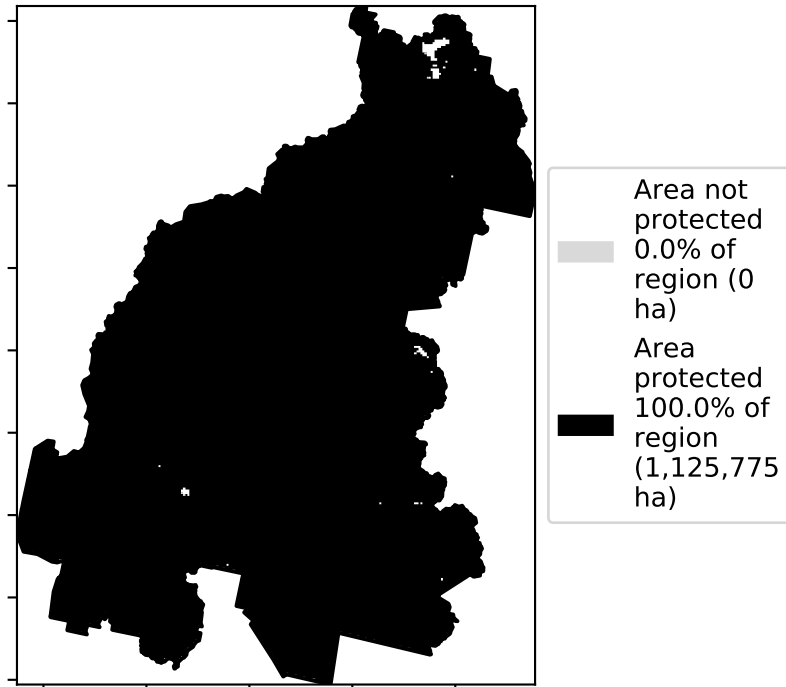 Area not
protected
0.0% of
region (0
ha)
Area
protected
100.0% of
region
(1,125,775
ha)